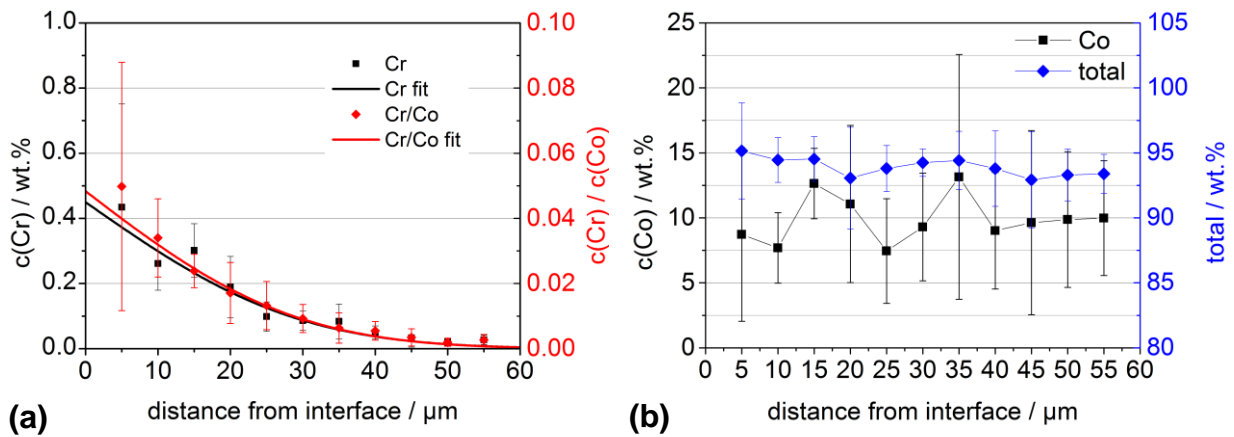 1.0
0.8
0.6
0.4
0.2
0.0
c(Cr) / wt.%
Cr
Cr fit
Cr/Co
Cr/Co fit
0.10
0.08
0.06
0.04
0.02
0.00
c(Cr) / c(Co)
0 10 20 30 40 50 60
distance from interface / µm
(a)
25
20
15
10
5
0
c(Co) / wt.%
Co
total
105
100
95
90
85
80
total / wt.%
0 5 10 15 20 25 30 35 40 45 50 55 60
distance from interface / µm
(b)